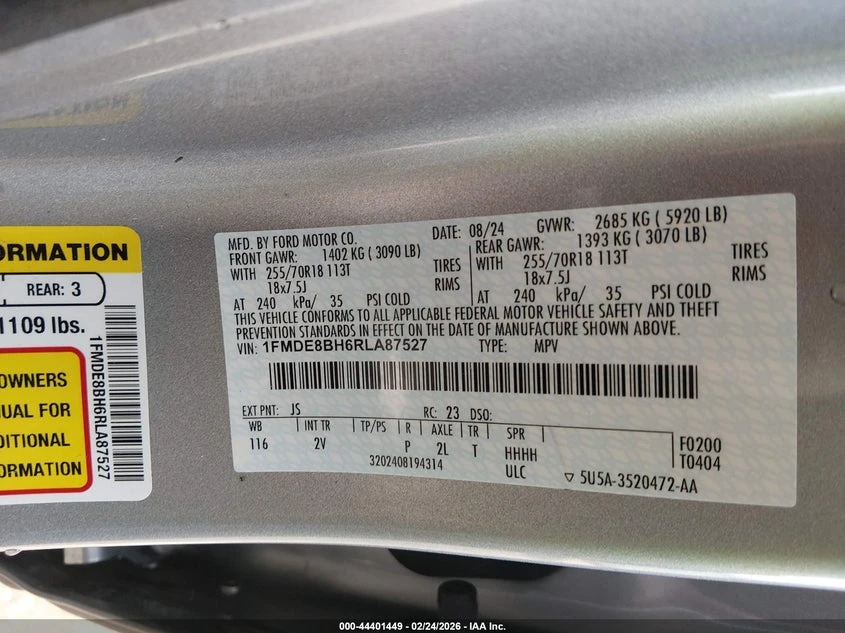 ORMATION
REAR: 3
1109 lbs.
OWNERS
NUAL FOR
DITIONAL
ORMATION
1FMDE8BH6RLA87527
MFD. BY FORD MOTOR CO.
DATE: 08/24
GVWR: 2685 KG ( 5920 LB)
FRONT GAWR: 1402 KG ( 3090 LB)
REAR GAWR: 1393 KG ( 3070 LB)
WITH 255/70R18 113T TIRES
WITH 255/70R18 113T TIRES
18x7.5J RIMS
18x7.5J RIMS
AT 240 kPa/ 35 PSI COLD
AT 240 kPa/ 35 PSI COLD
THIS VEHICLE CONFORMS TO ALL APPLICABLE FEDERAL MOTOR VEHICLE SAFETY AND THEFT
PREVENTION STANDARDS IN EFFECT ON THE DATE OF MANUFACTURE SHOWN ABOVE.
VIN: 1FMDE8BH6RLA87527 TYPE: MPV
EXT PNT: JS RC: 23 DSO:
WB INT TR TP/PS R AXLE TR SPR
116 2V P 2L T HHHH
F0200
T0404
3202408194314 ULC
▽ 5U5A-3520472-AA
000-44401449 - 02/24/2026 - IAA Inc.